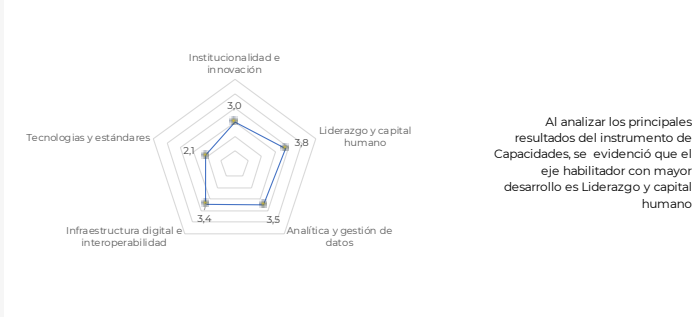 Institucionalidad e
innovación
3,0
Liderazgo y capital
humano
3,8
Tecnologias y estándares
2,1
Infraestructura digital e
interoperabilidad
3,4
3,5
Analítica y gestión de
datos
Al analizar los principales
resultados del instrumento de
Capacidades, se evidenció que el
eje habilitador con mayor
desarrollo es Liderazgo y capital
humano